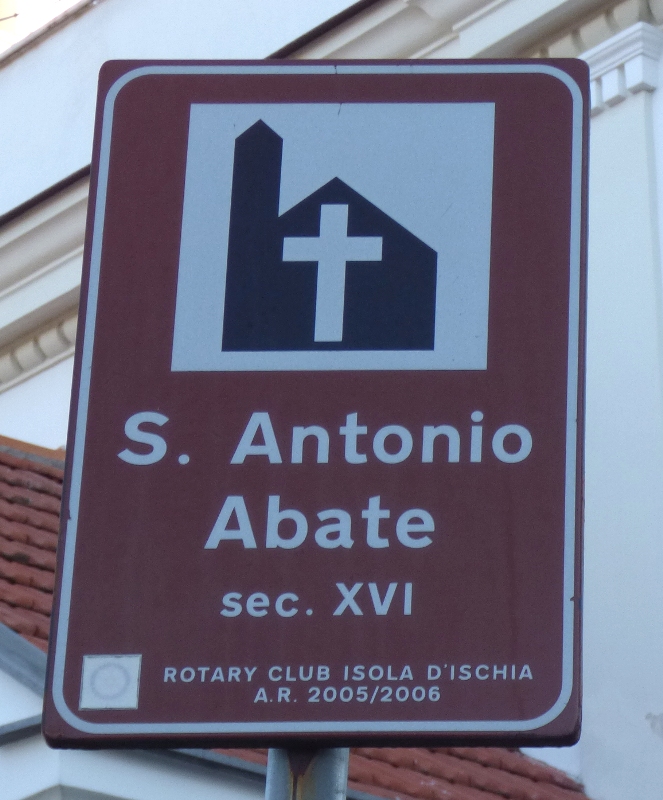 S. Antonio
Abate
sec. XVI
ROTARY CLUB ISOLA D'ISCHIA
A.R. 2005/2006